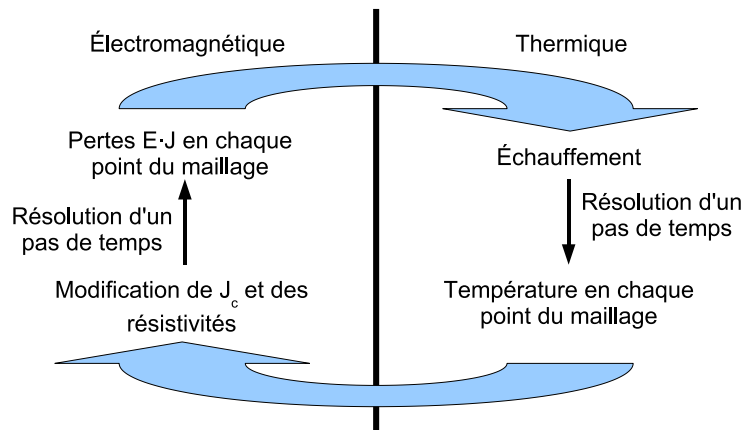 Électromagnétique
Thermique
Pertes E·J en chaque
point du maillage
Résolution d'un
pas de temps
Modification de Jc et des
résistivités
Échauffement
Résolution d'un
pas de temps
Température en chaque
point du maillage